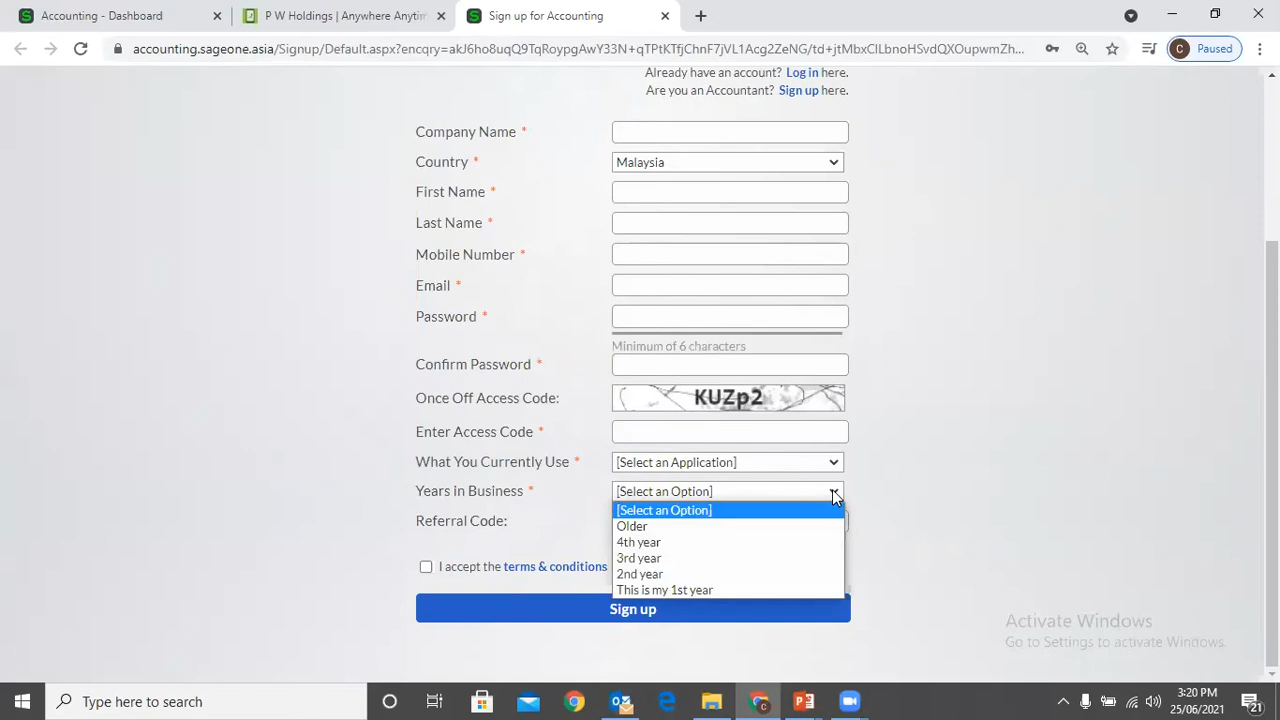 Accounting - Dashboard
P W Holdings | Anywhere Anytim
Sign up for Accounting
accounting.sageone.asia/Signup/Default.aspx?encqry=akJ6ho8uqQ9TqRoypgAwY33N+qTPtKTfjChnF7jVL1Acg2ZeNG/td+jtMbxClLbnoHSvdQXOupwmZh...
C Paused
Already have an account? Log in here.
Are you an Accountant? Sign up here.
Company Name *
Country * Malaysia
First Name *
Last Name *
Mobile Number *
Email *
Password *
Minimum of 6 characters
Confirm Password *
Once Off Access Code: KUZp2
Enter Access Code *
What You Currently Use * [Select an Application]
Years in Business * [Select an Option]
[Select an Option]
Older
Referral Code:
4th year
3rd year
I accept the terms & conditions
2nd year
This is my 1st year
Sign up
Activate Windows
Go to Settings to activate Windows.
Type here to search
3:20 PM
25/06/2021
21